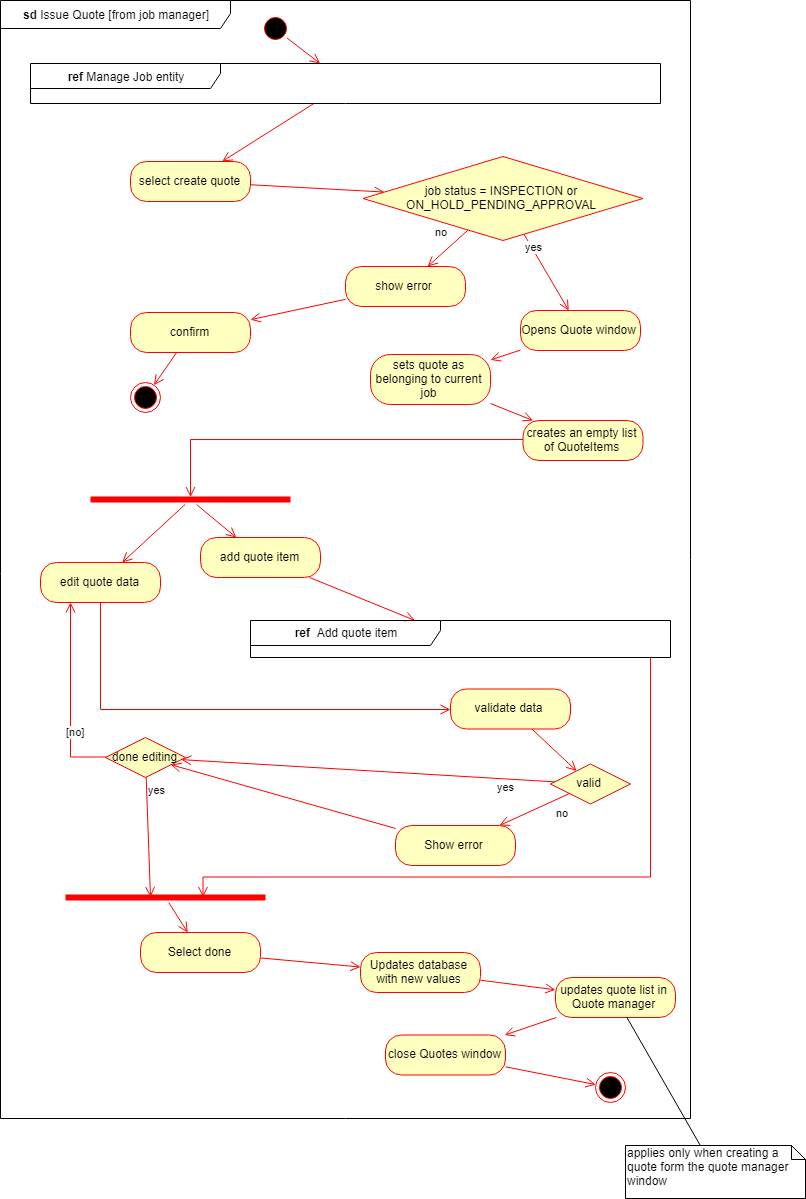 sd Issue Quote [from job manager]
ref Manage Job entity
select create quote
job status = INSPECTION or
ON_HOLD_PENDING_APPROVAL
no
yes
show error
Opens Quote window
confirm
sets quote as
belonging to current
job
creates an empty list
of QuoteItems
add quote item
edit quote data
ref Add quote item
validate data
[no]
done editing
valid
yes
yes
no
Show error
Select done
Updates database
with new values
updates quote list in
Quote manager
close Quotes window
applies only when creating a
quote form the quote manager
window